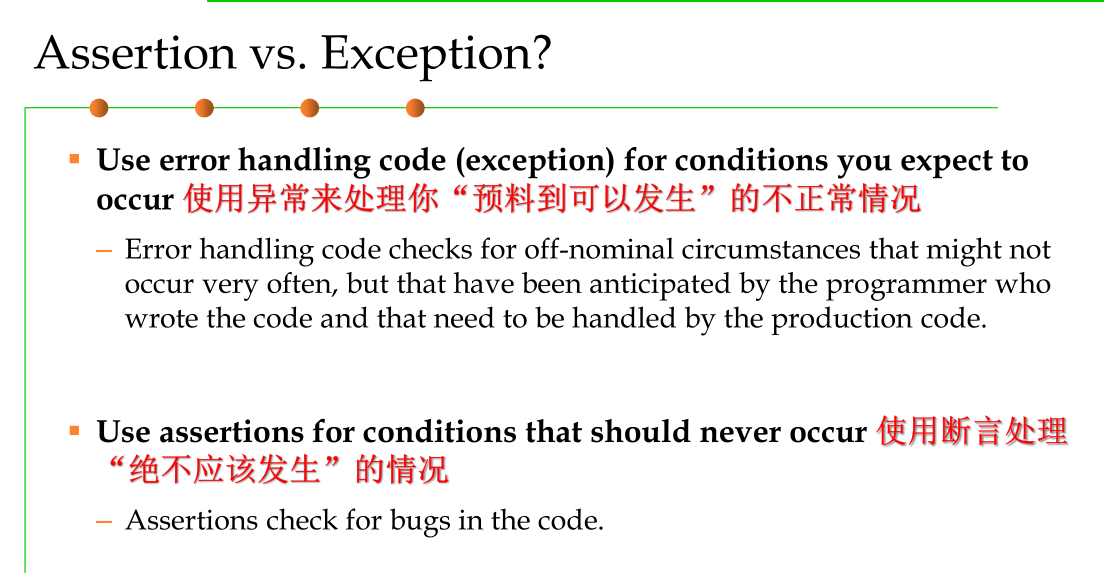 Assertion vs. Exception?
Use error handling code (exception) for conditions you expect to
occur 使用异常来处理你“预料到可以发生”的不正常情况
– Error handling code checks for off-nominal circumstances that might not
occur very often, but that have been anticipated by the programmer who
wrote the code and that need to be handled by the production code.
Use assertions for conditions that should never occur 使用断言处理
“绝不应该发生”的情况
– Assertions check for bugs in the code.